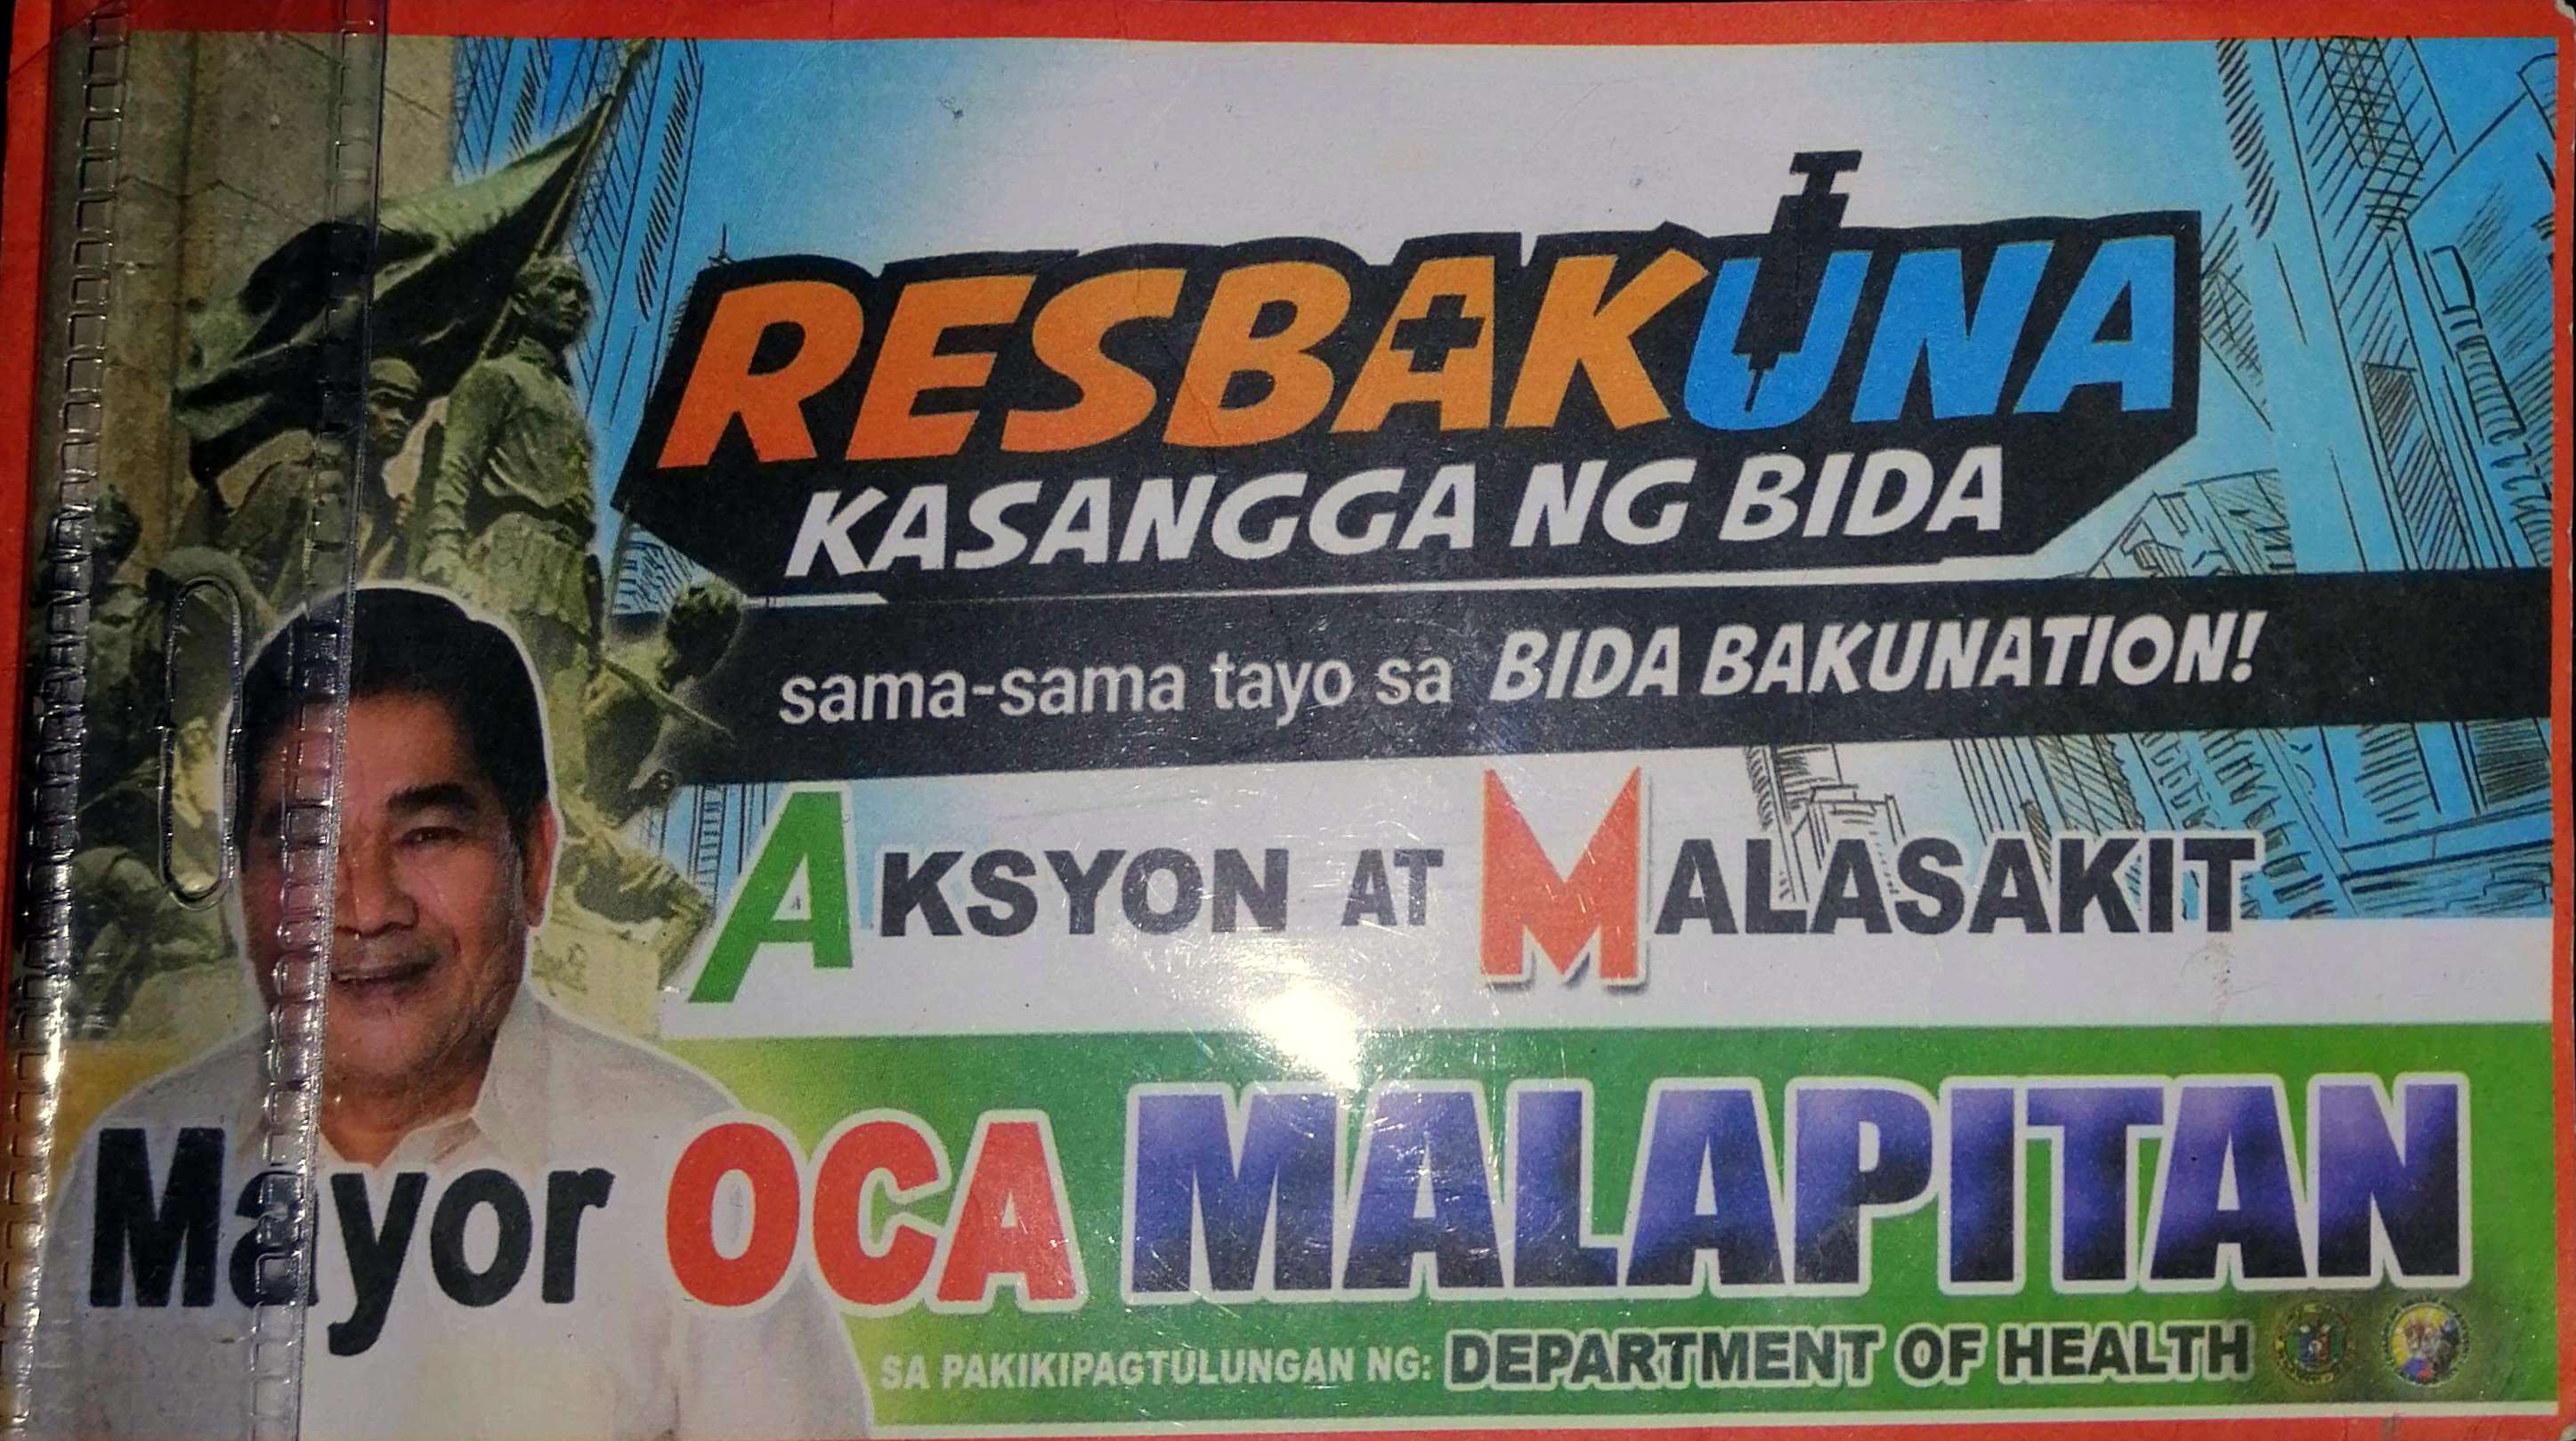 RESBAKUNA
KASANGGA NG BIDA
sama-sama tayo sa BIDA BAKUNATION!
AKSYON AT MALASAKIT
Mayor OCA MALAPITAN
SA PAKIKIPAGTULUNGAN NG: DEPARTMENT OF HEALTH